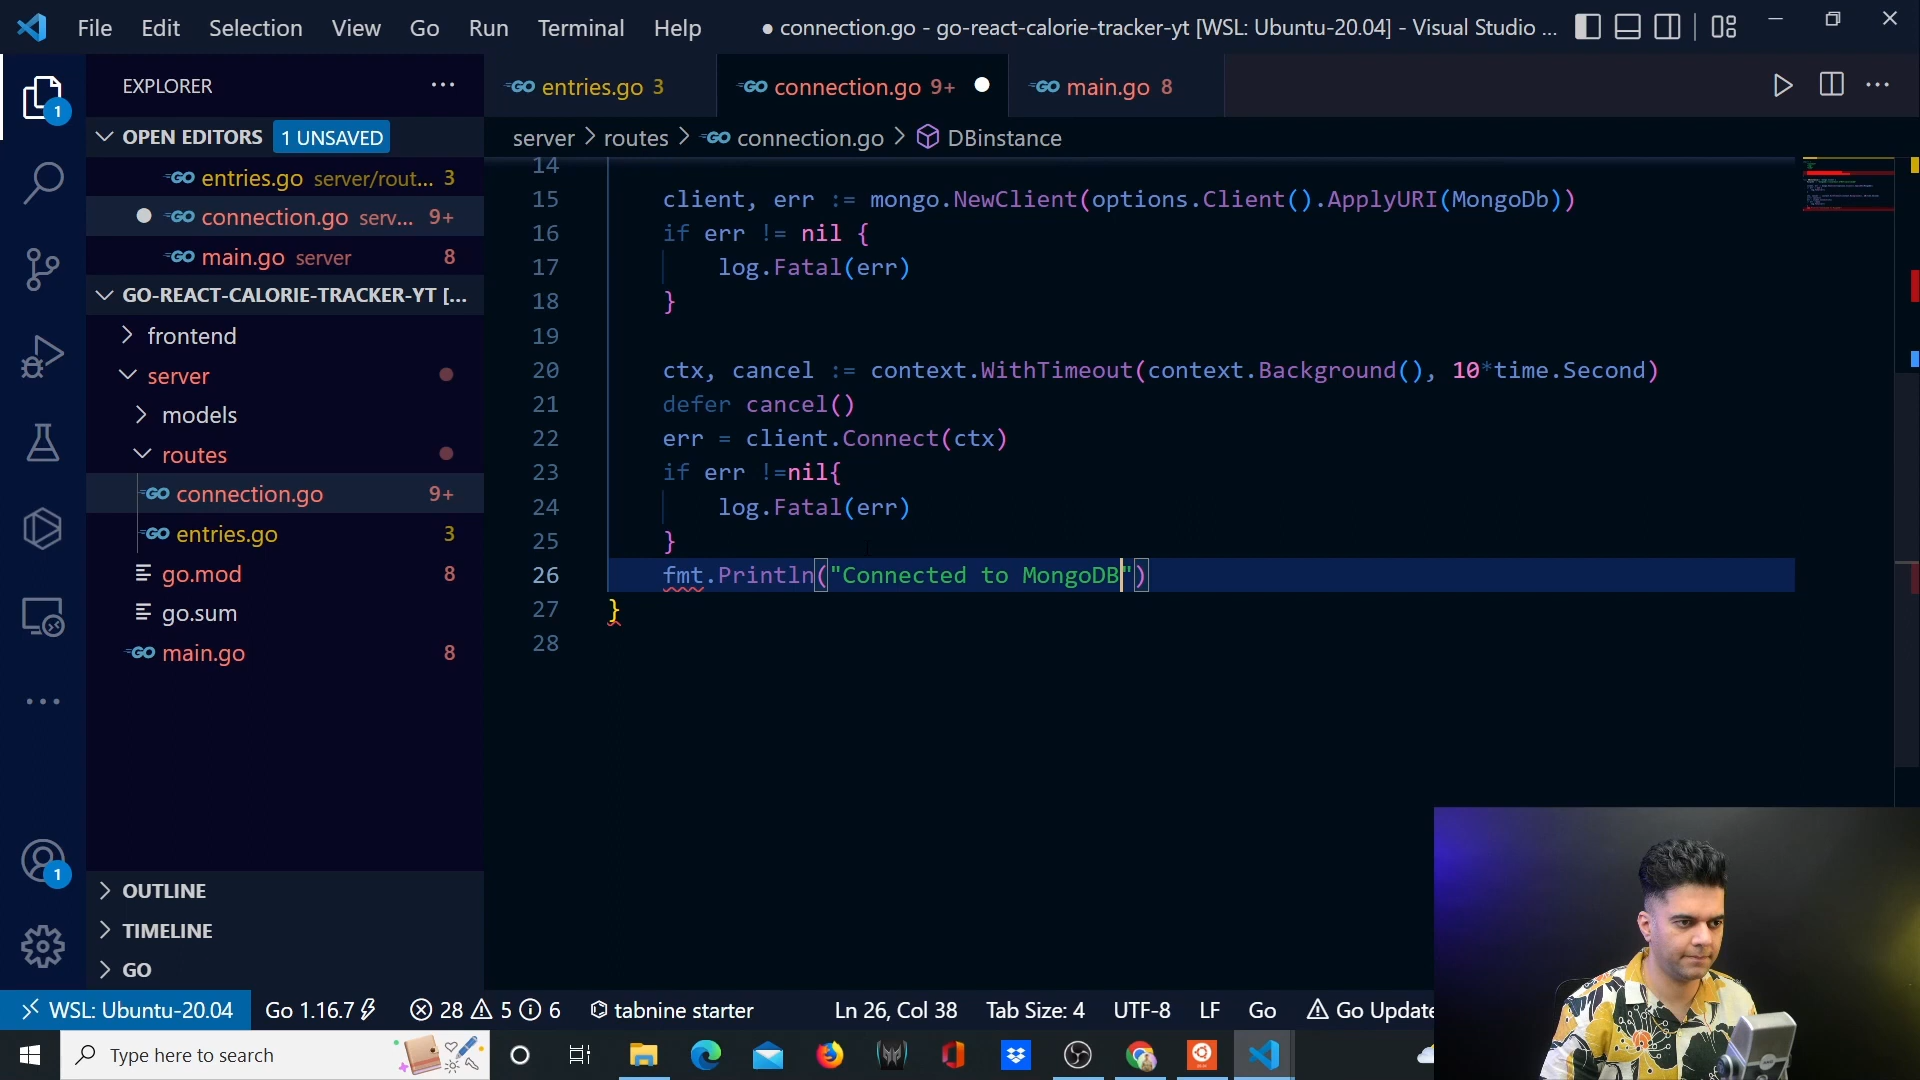 File Edit Selection View Go Run Terminal Help
● connection.go - go-react-calorie-tracker-yt [WSL: Ubuntu-20.04] - Visual Studio ...
EXPLORER
OPEN EDITORS 1 UNSAVED
entries.go server/rout... 3
connection.go serv... 9+
main.go server 8
GO-REACT-CALORIE-TRACKER-YT [...
frontend
server
models
routes
connection.go 9+
entries.go 3
go.mod 8
go.sum
main.go 8
OUTLINE
TIMELINE
GO
1
1
entries.go 3
connection.go 9+
main.go 8
server > routes > connection.go > DBinstance
14
15 client, err := mongo.NewClient(options.Client().ApplyURI(MongoDb))
16 if err != nil {
17 log.Fatal(err)
18 }
19
20 ctx, cancel := context.WithTimeout(context.Background(), 10*time.Second)
21 defer cancel()
22 err = client.Connect(ctx)
23 if err !=nil{
24 log.Fatal(err)
25 }
26 fmt.Println("Connected to MongoDB")
27 }
28
WSL: Ubuntu-20.04 Go 1.16.7 28 5 6 tabnine starter Ln 26, Col 38 Tab Size: 4 UTF-8 LF Go Go Update
Type here to search